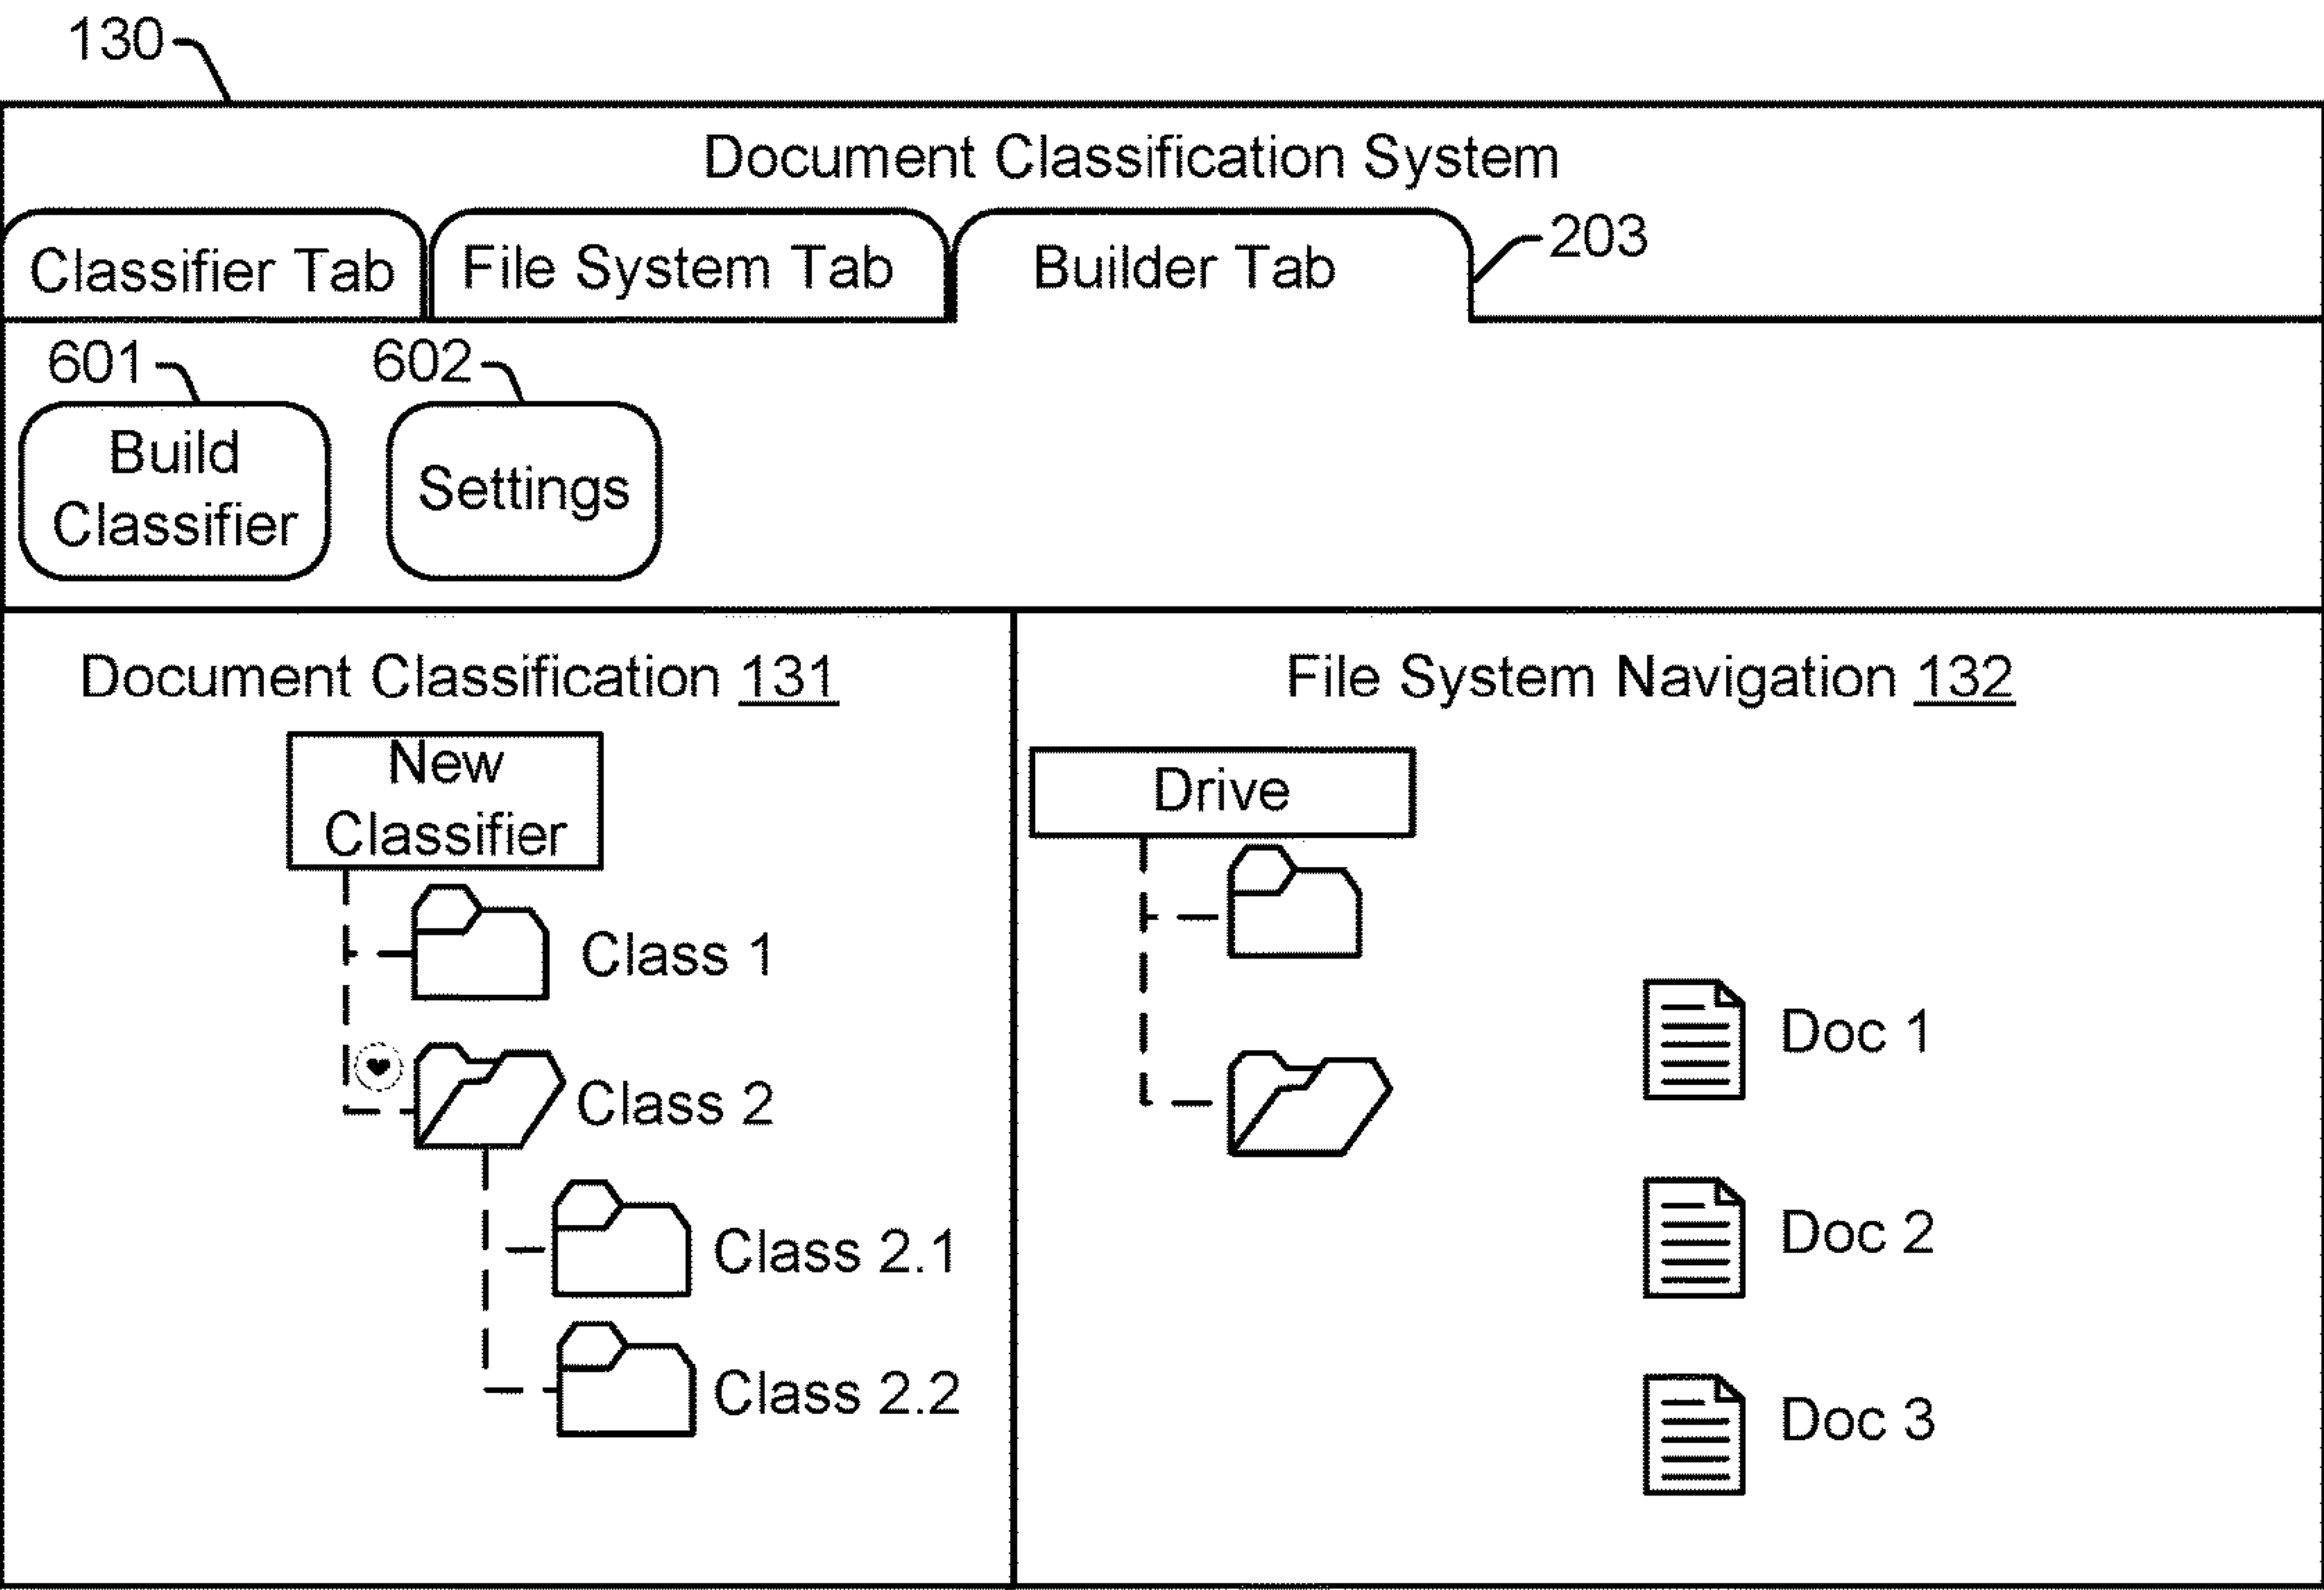 130
Document Classification System
Classifier Tab
File System Tab
Builder Tab
203
601
602
Build
Classifier
Settings
Document Classification 131
New
Classifier
Class 1
Class 2
Class 2.1
Class 2.2
File System Navigation 132
Drive
Doc 1
Doc 2
Doc 3